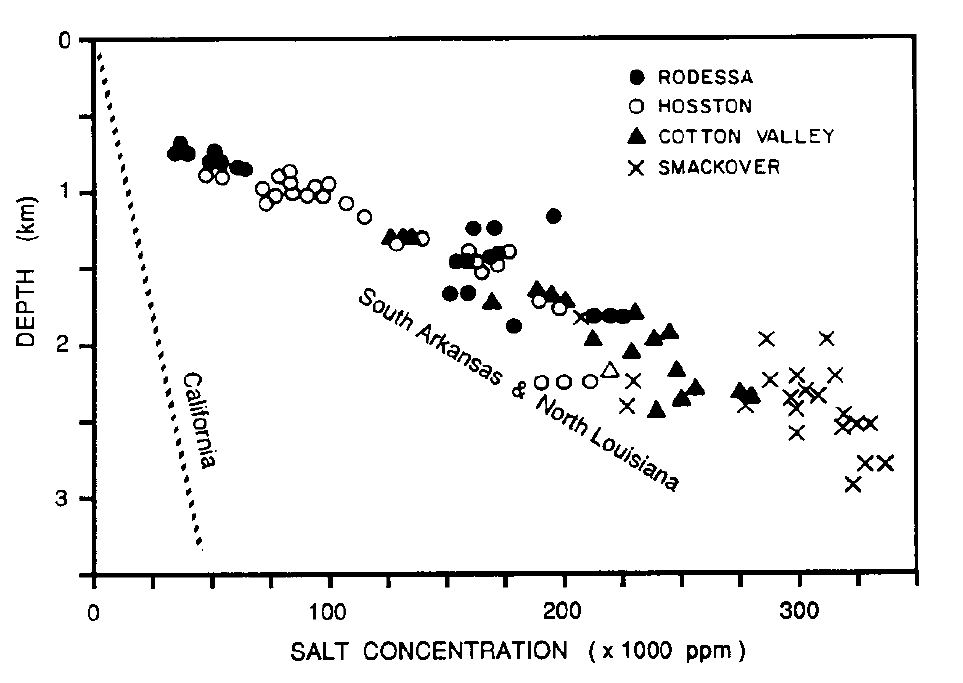 0
1
2
3
DEPTH (km)
RODESSA
HOSSTON
COTTON VALLEY
SMACKOVER
California
South Arkansas & North Louisiana
0 100 200 300
SALT CONCENTRATION (x 1000 ppm)